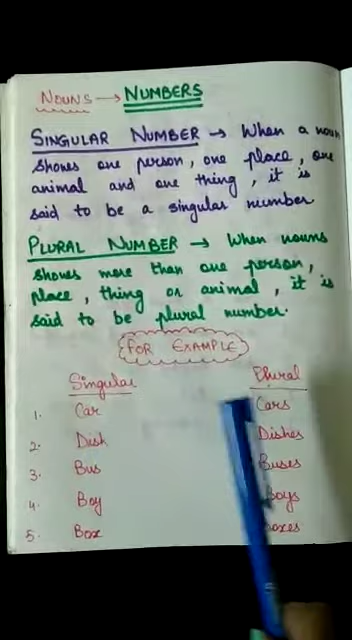 NOUNS → NUMBERS
SINGULAR NUMBER → When a noun
shows one person, one place, one
animal and one thing, it is
said to be a singular number.
PLURAL NUMBER → When nouns
shows more than one person,
place, thing or animal, it is
said to be plural number.
FOR EXAMPLE
Singular Plural
1. Car Cars
2. Dish Dishes
3. Bus Buses
4. Boy Boys
5. Box Boxes